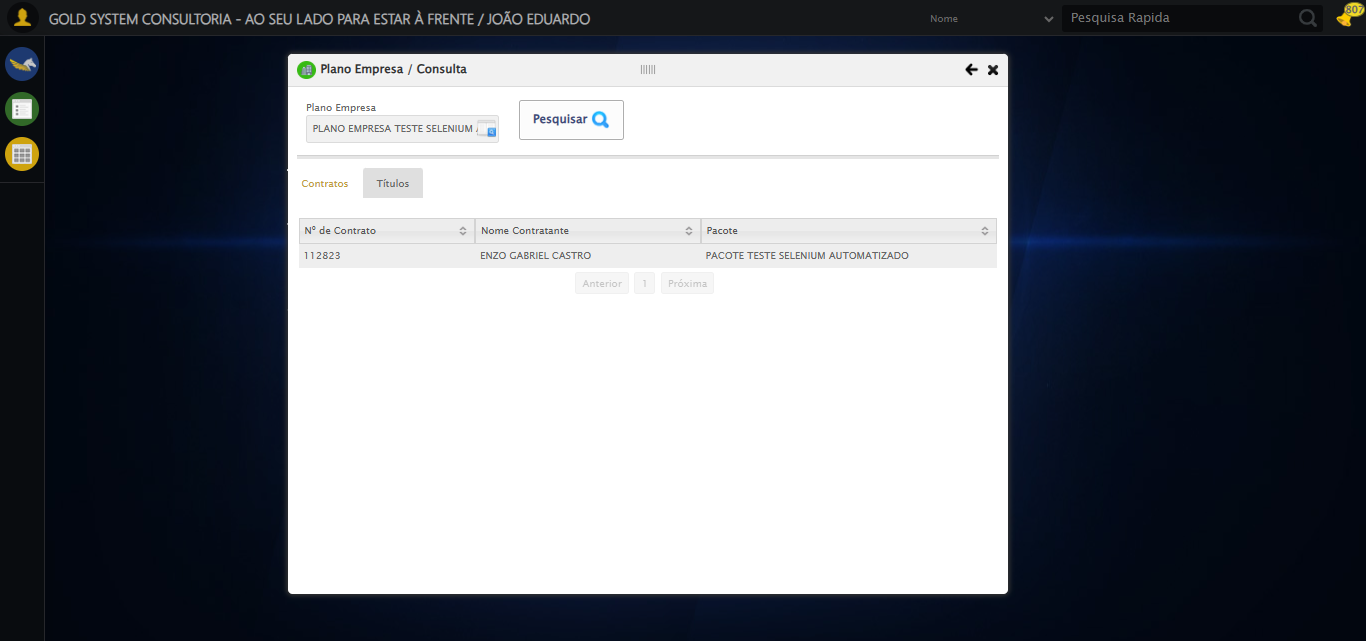 GOLD SYSTEM CONSULTORIA - AO SEU LADO PARA ESTAR À FRENTE / JOÃO EDUARDO
Nome
Pesquisa Rapida
807
Plano Empresa / Consulta
Plano Empresa
PLANO EMPRESA TESTE SELENIUM
Pesquisar
Contratos
Títulos
Nº de Contrato
Nome Contratante
Pacote
112823
ENZO GABRIEL CASTRO
PACOTE TESTE SELENIUM AUTOMATIZADO
Anterior
1
Próxima